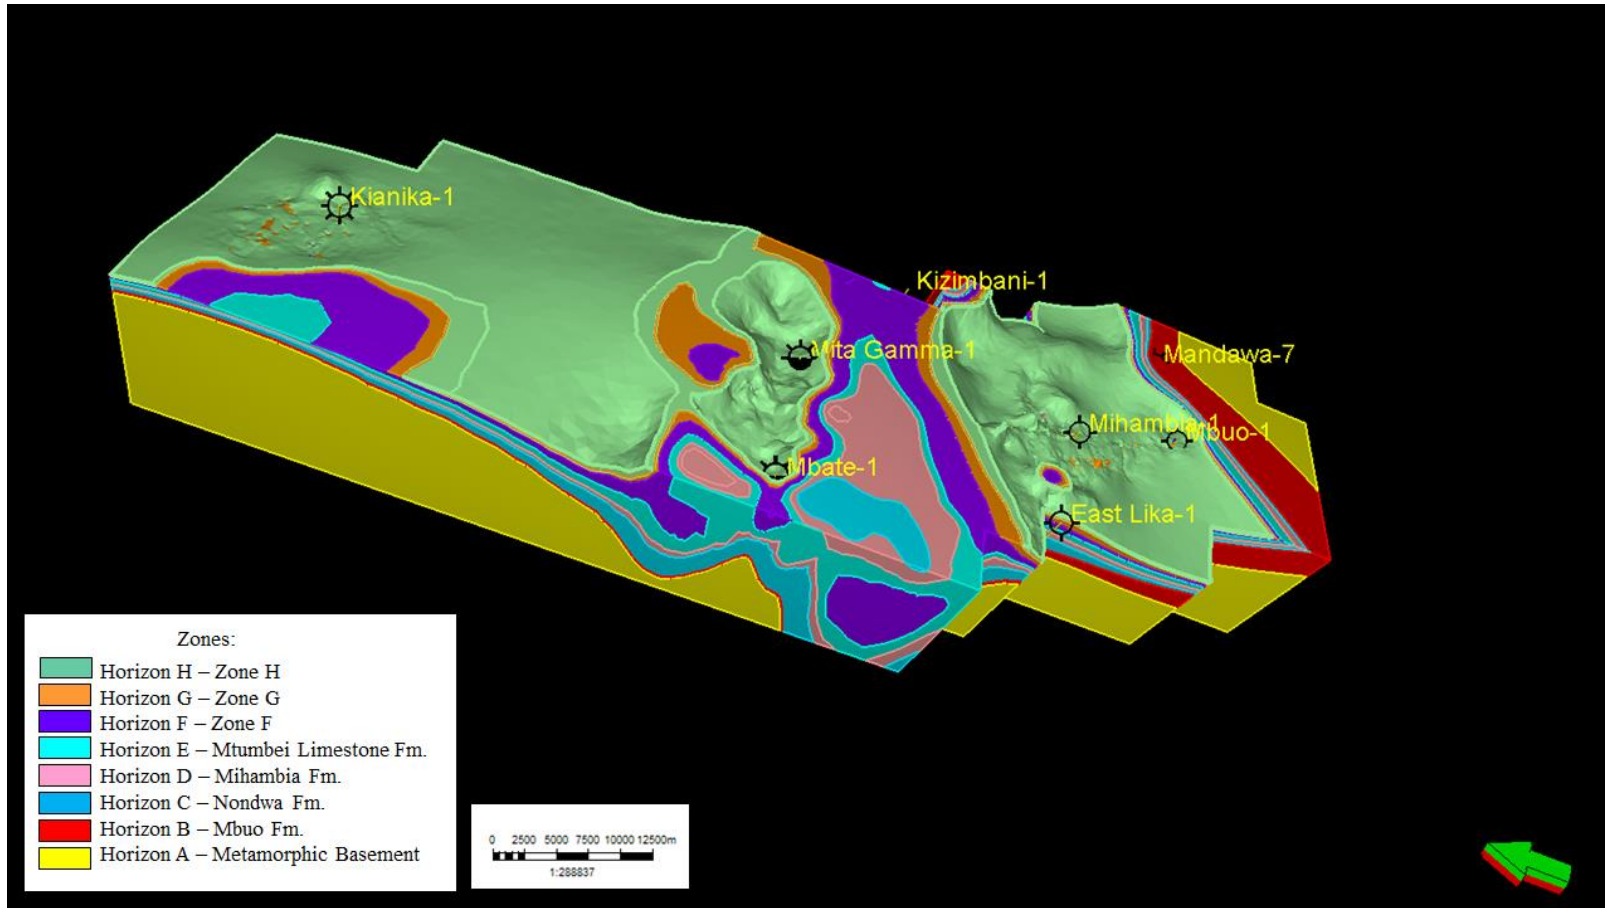 Kianika-1
Kizimbani-1
Mita Gamma-1
Mandawa-7
Mihambia-1
Mbuo-1
Mbate-1
East Lika-1
Zones:
Horizon H – Zone H
Horizon G – Zone G
Horizon F – Zone F
Horizon E – Mtumbei Limestone Fm.
Horizon D – Mihambia Fm.
Horizon C – Nondwa Fm.
Horizon B – Mbuo Fm.
Horizon A – Metamorphic Basement
0 2500 5000 7500 10000 12500m
1:288837